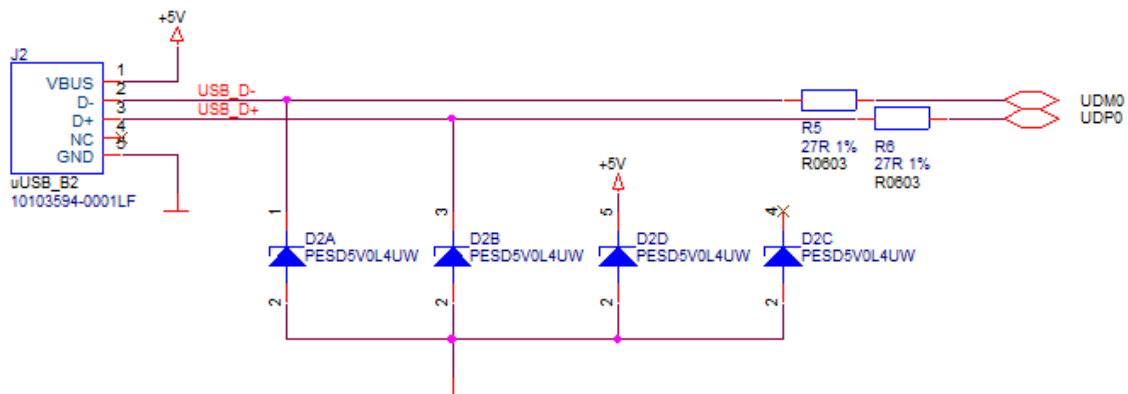 +5V
J2
VBUS 1
D- 2
D+ 3
NC 4
GND 5
uUSB_B2
10103594-0001LF
USB_D-
USB_D+
R5
27R 1%
R0603
R6
27R 1%
R0603
UDM0
UDP0
+5V
1
D2A
PESD5V0L4UW
2
3
D2B
PESD5V0L4UW
2
5
D2D
PESD5V0L4UW
2
4
D2C
PESD5V0L4UW
2